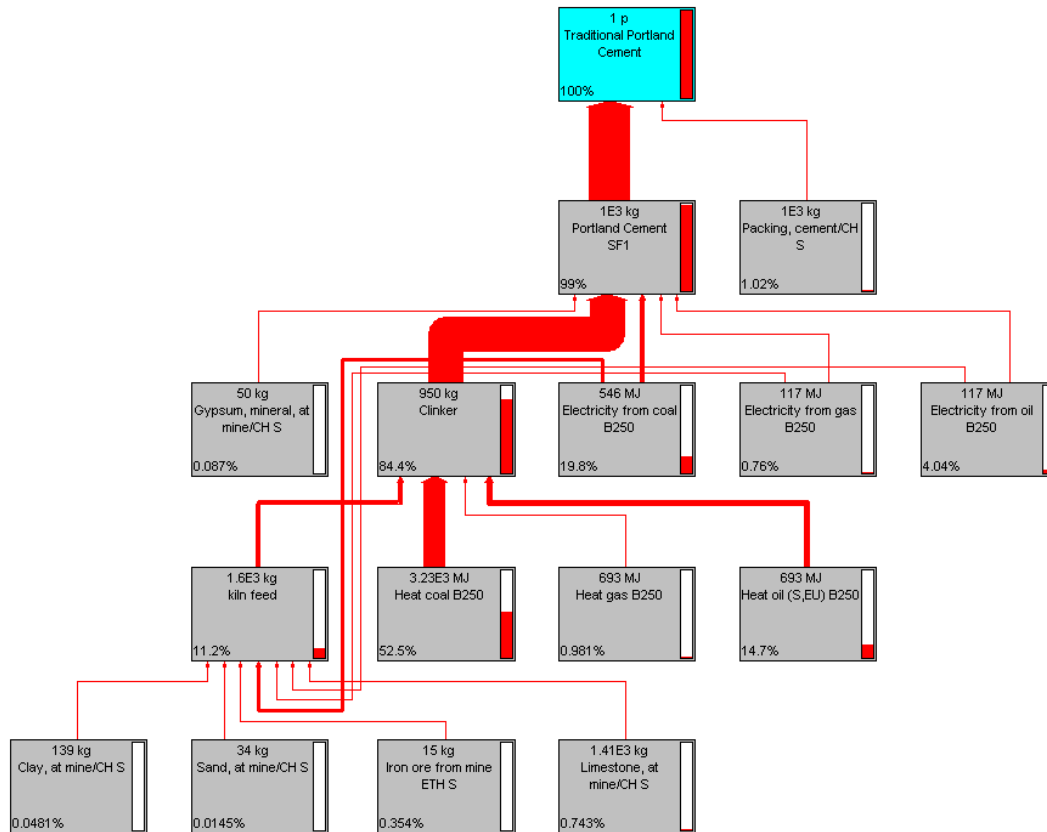 1 p
Traditional Portland
Cement
100%
1E3 kg
Portland Cement
SF1
99%
1E3 kg
Packing, cement/CH
S
1.02%
50 kg
Gypsum, mineral, at
mine/CH S
0.087%
950 kg
Clinker
84.4%
546 MJ
Electricity from coal
B250
19.8%
117 MJ
Electricity from gas
B250
0.76%
117 MJ
Electricity from oil
B250
4.04%
1.6E3 kg
kiln feed
11.2%
3.23E3 MJ
Heat coal B250
52.5%
693 MJ
Heat gas B250
0.981%
693 MJ
Heat oil (S,EU) B250
14.7%
139 kg
Clay, at mine/CH S
0.0481%
34 kg
Sand, at mine/CH S
0.0145%
15 kg
Iron ore from mine
ETH S
0.354%
1.41E3 kg
Limestone, at
mine/CH S
0.743%